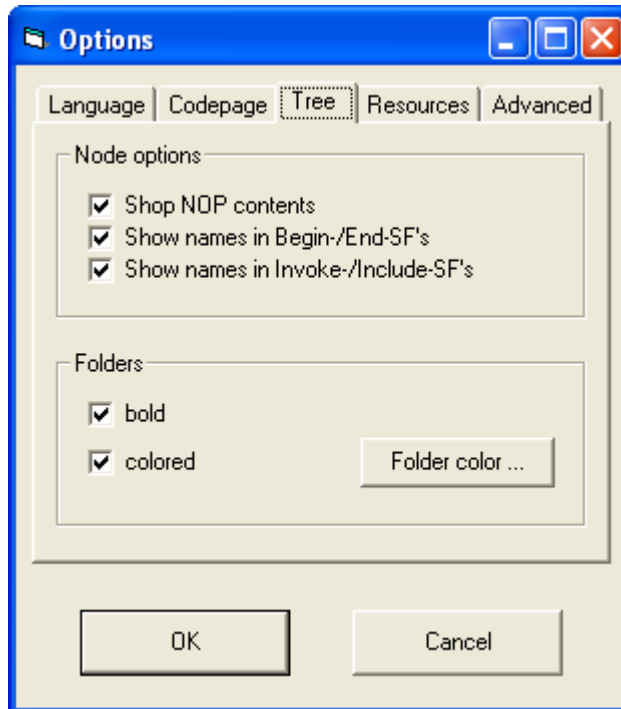 Options
Language Codepage Tree Resources Advanced
Node options
Shop NOP contents
Show names in Begin-/End-SF's
Show names in Invoke-/Include-SF's
Folders
bold
colored Folder color ...
OK Cancel